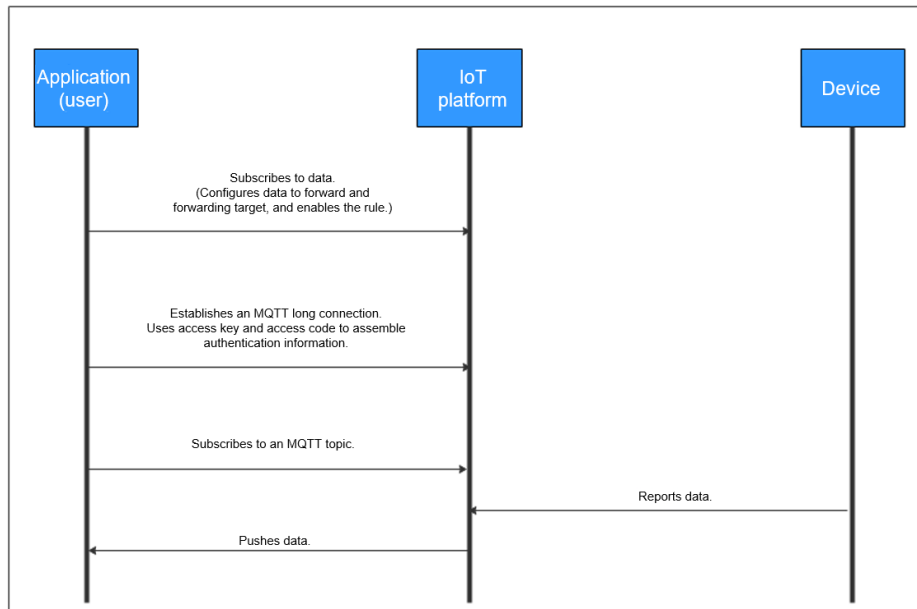 Application
(user)
IoT
platform
Device
Subscribes to data.
(Configures data to forward and
forwarding target, and enables the rule.)
Establishes an MQTT long connection.
Uses access key and access code to assemble
authentication information.
Subscribes to an MQTT topic.
Reports data.
Pushes data.